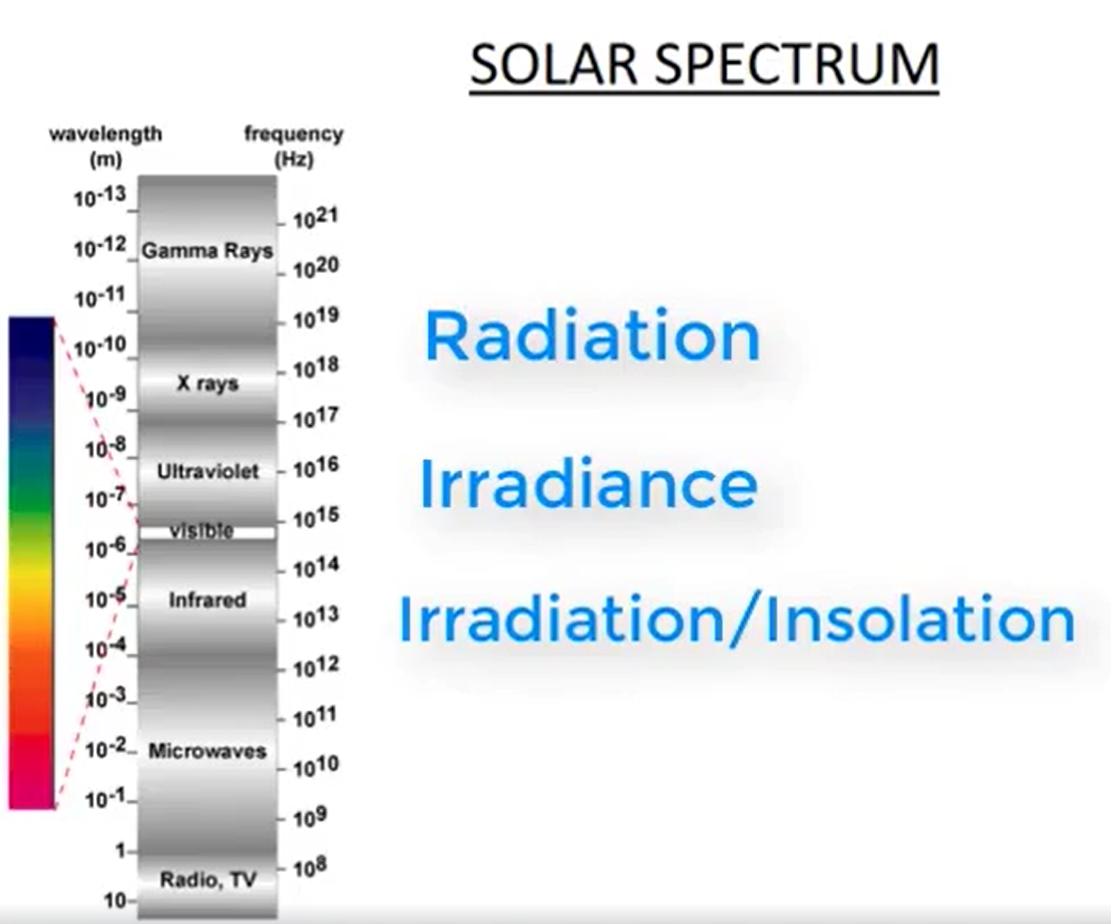 SOLAR SPECTRUM
wavelength (m)
frequency (Hz)
10-13
10-12
10-11
10-10
10-9
10-8
10-7
10-6
10-5
10-4
10-3
10-2
10-1
1
10
Gamma Rays
X rays
Ultraviolet
visible
Infrared
Microwaves
Radio, TV
1021
1020
1019
1018
1017
1016
1015
1014
1013
1012
1011
1010
109
108
Radiation
Irradiance
Irradiation/Insolation